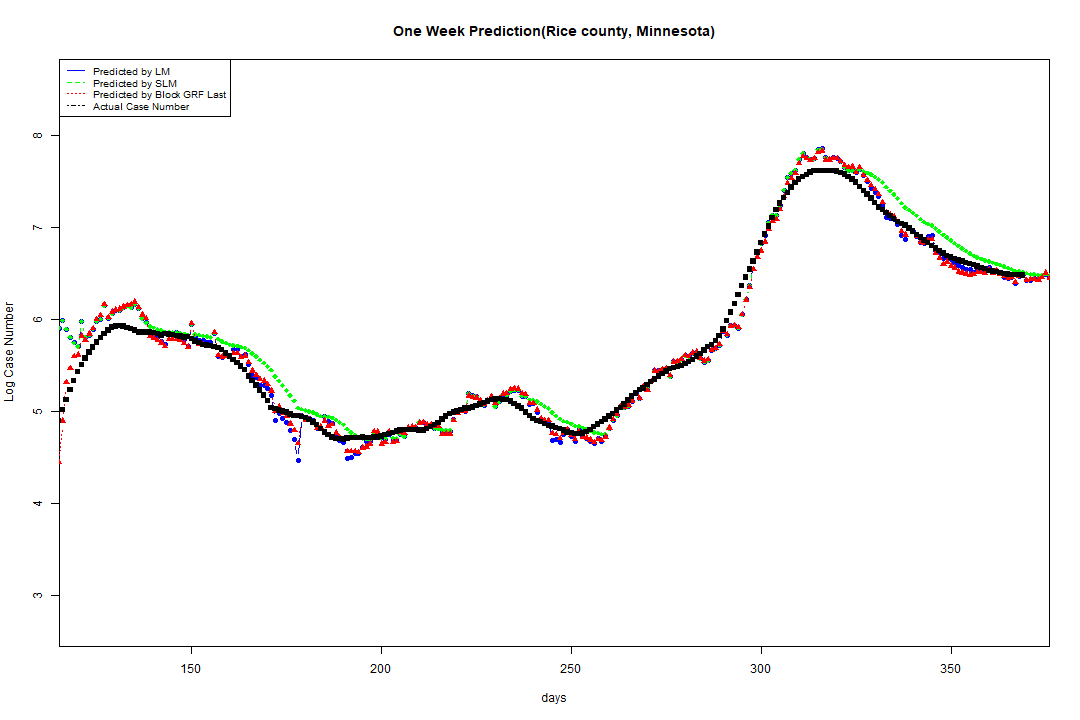 One Week Prediction(Rice county, Minnesota)
Predicted by LM
Predicted by SLM
Predicted by Block GRF Last
Actual Case Number
8
7
6
5
4
3
Log Case Number
150 200 250 300 350
days